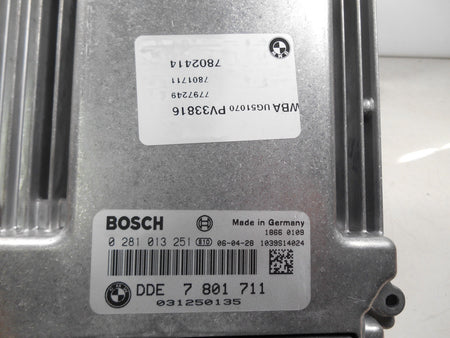 WBA UG51070 PV33816
7797249
7801711
7802414
BOSCH
Made in Germany
1866 0109
0 281 013 251 810 06-04-28 1039S14024
DDE 7 801 711
031250135